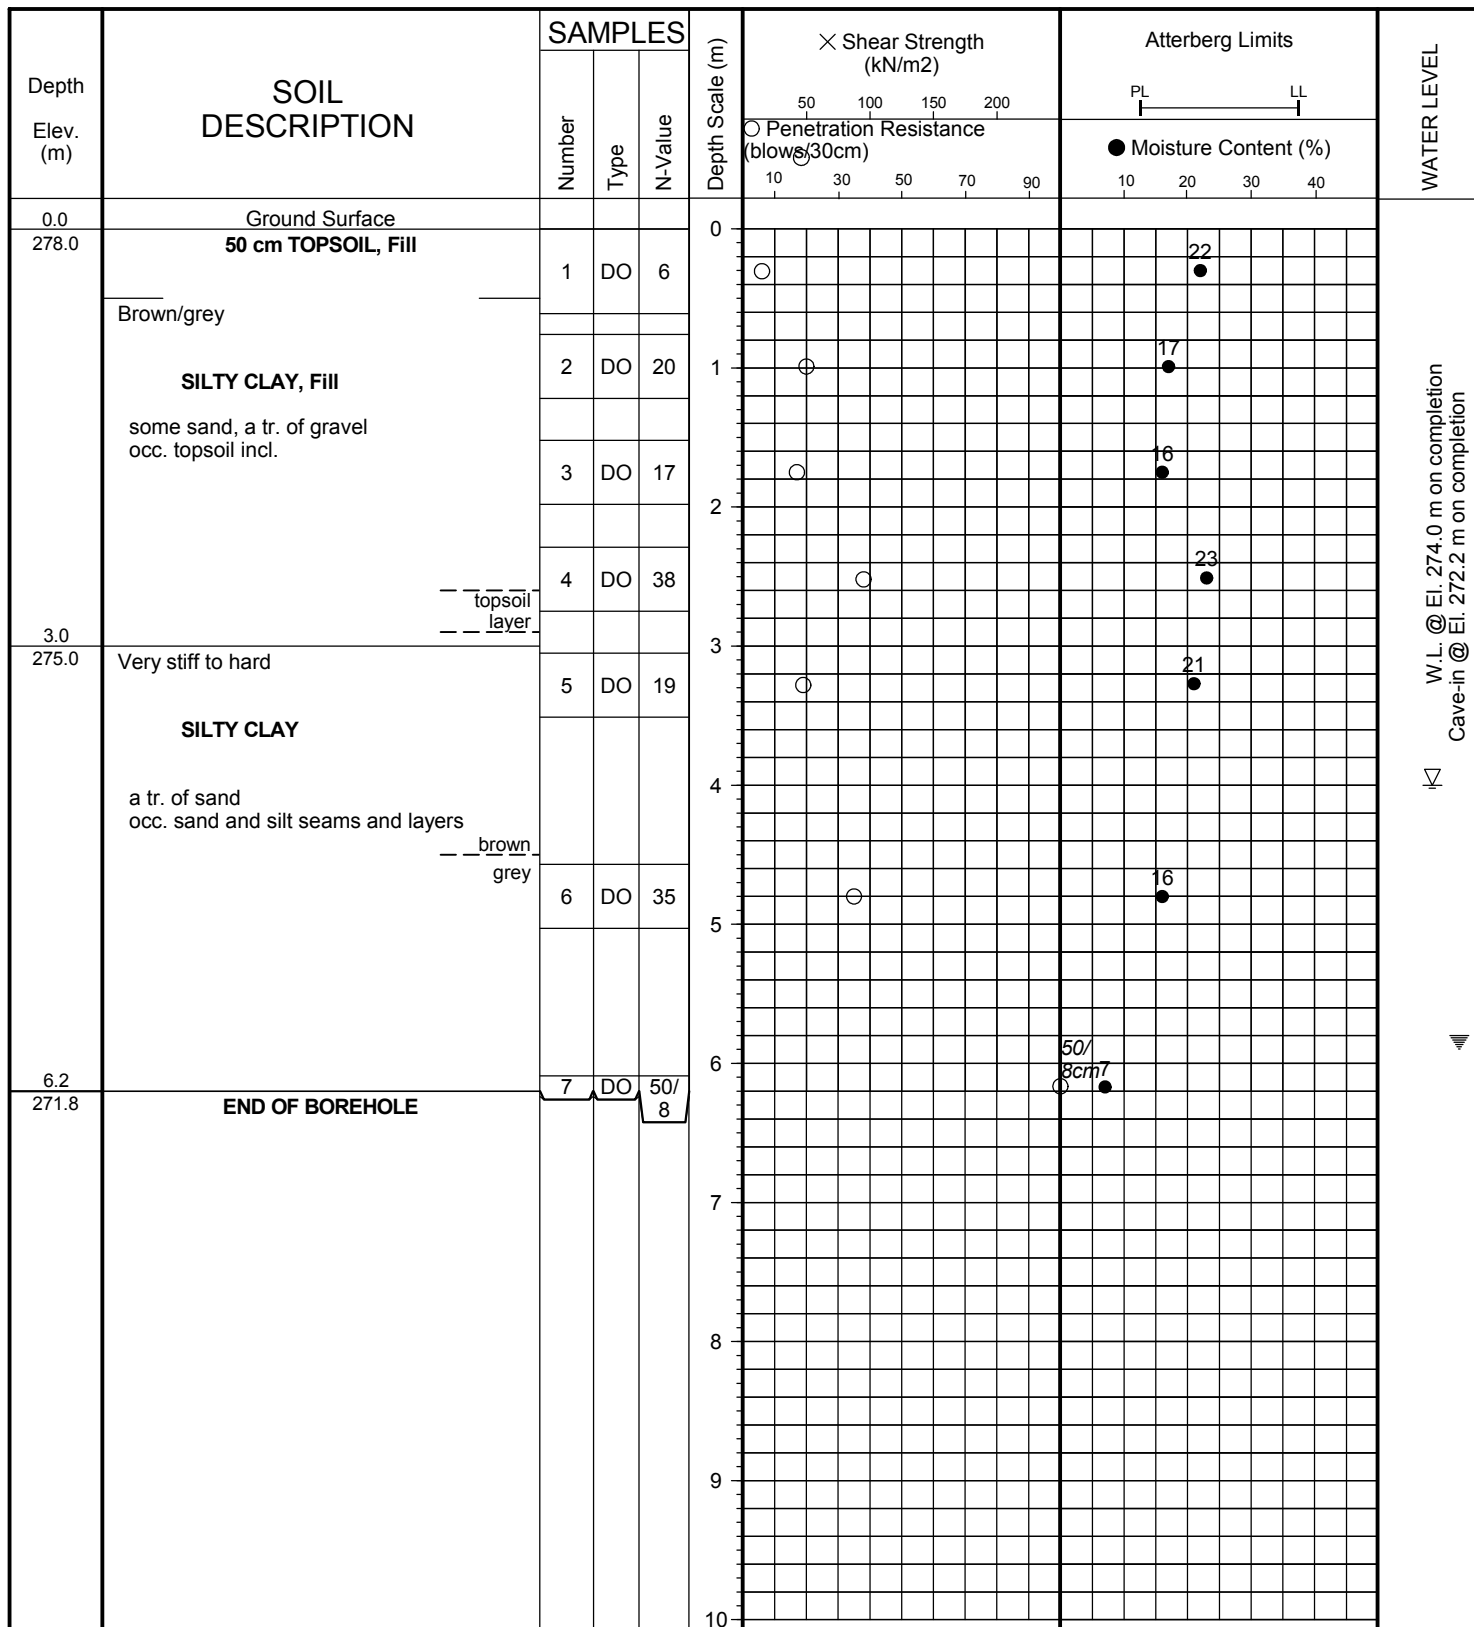 Depth
Elev.
(m)
SOIL
DESCRIPTION
SAMPLES
Number
Type
N-Value
Depth Scale (m)
Shear Strength
(kN/m2)
50 100 150 200
Penetration Resistance
(blows/30cm)
10 30 50 70 90
Atterberg Limits
PL LL
Moisture Content (%)
10 20 30 40
WATER LEVEL
0.0 Ground Surface
278.0 50 cm TOPSOIL, Fill
0
1 DO 6
22
Brown/grey
2 DO 20
1
17
SILTY CLAY, Fill
some sand, a tr. of gravel
occ. topsoil incl.
3 DO 17
16
2
4 DO 38
23
topsoil
layer
3.0
275.0
3
Very stiff to hard
5 DO 19
21
SILTY CLAY
4
a tr. of sand
occ. sand and silt seams and layers
brown
grey
6 DO 35
16
5
6
50/
8cm
7
6.2
271.8
7 DO 50/
8
END OF BOREHOLE
7
8
9
10
W.L. @ El. 274.0 m on completion
Cave-in @ El. 272.2 m on completion